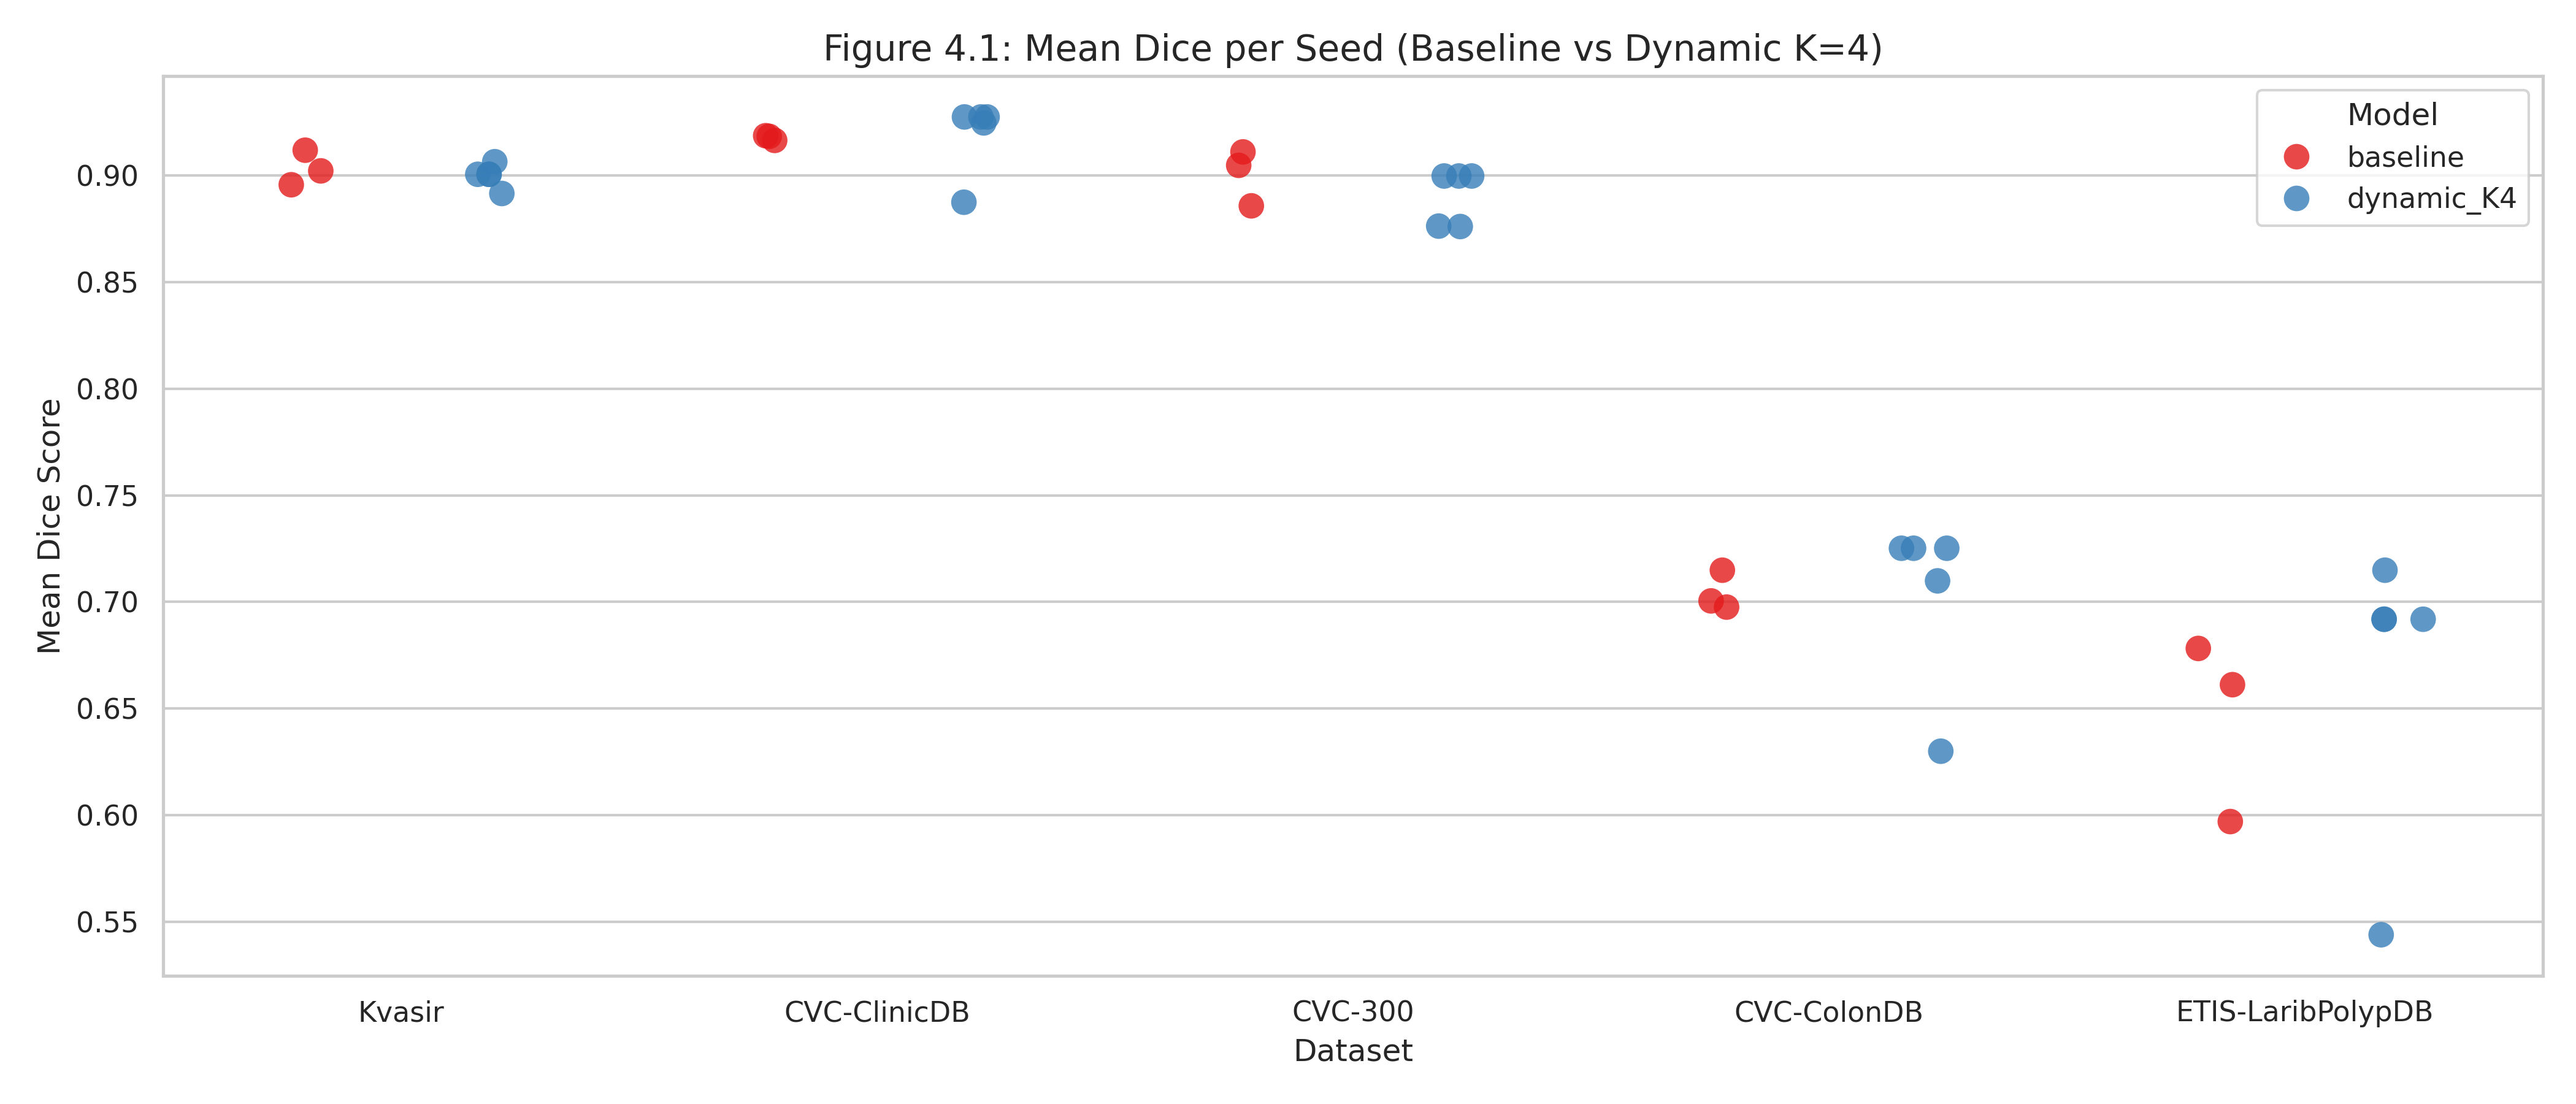 Figure 4.1: Mean Dice per Seed (Baseline vs Dynamic K=4)
Model
baseline
dynamic_K4
Mean Dice Score
0.90
0.85
0.80
0.75
0.70
0.65
0.60
0.55
Kvasir
CVC-ClinicDB
CVC-300
CVC-ColonDB
ETIS-LaribPolypDB
Dataset